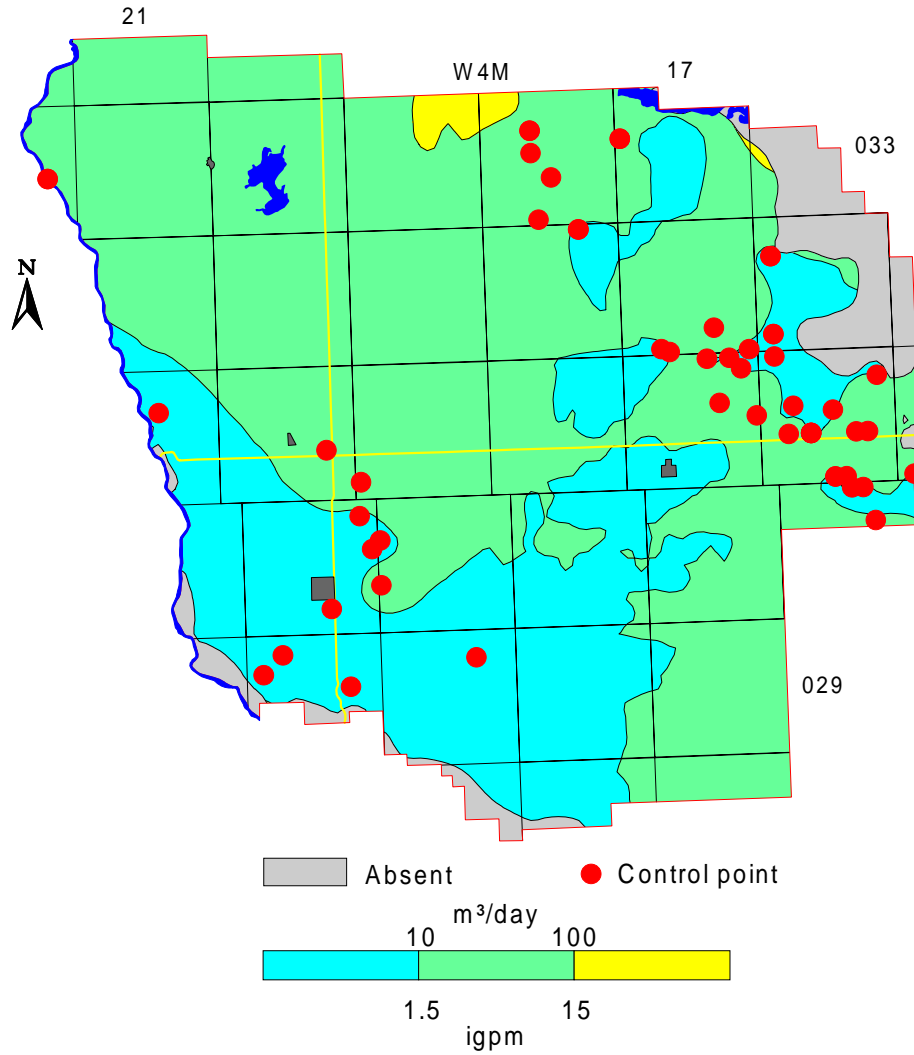 21
W4M
17
033
N
029
Absent
Control point
m³/day
10 100
1.5 15
igpm